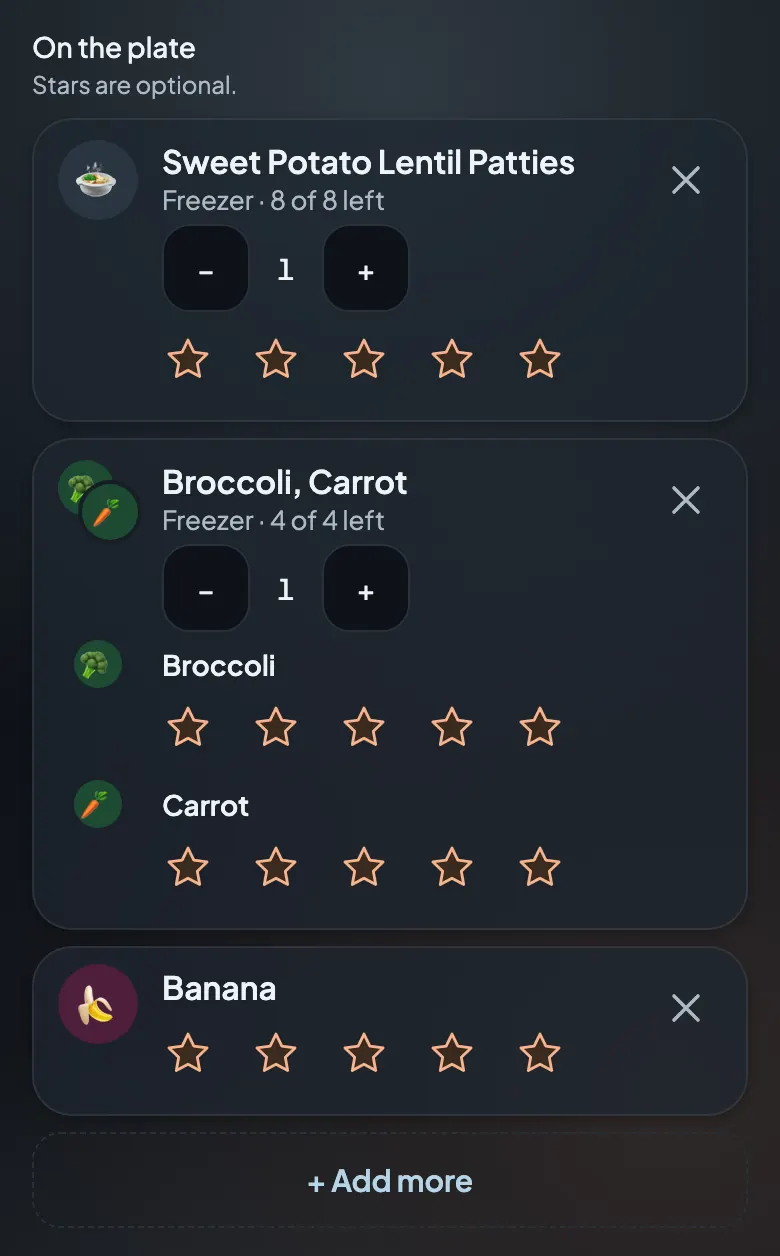 On the plate
Stars are optional.
Sweet Potato Lentil Patties
Freezer · 8 of 8 left
- 1 +
Broccoli, Carrot
Freezer · 4 of 4 left
- 1 +
Broccoli
Carrot
Banana
+ Add more